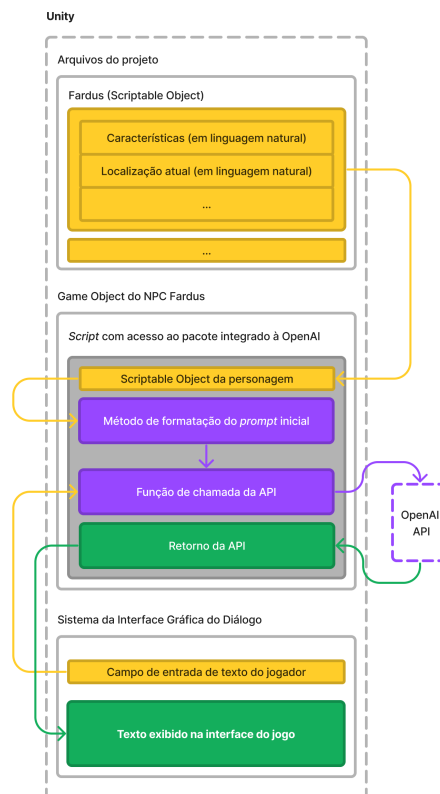 Unity
Arquivos do projeto
Fardus (Scriptable Object)
Características (em linguagem natural)
Localização atual (em linguagem natural)
...
...
Game Object do NPC Fardus
Script com acesso ao pacote integrado à OpenAI
Scriptable Object da personagem
Método de formatação do prompt inicial
Função de chamada da API
OpenAI
API
Retorno da API
Sistema da Interface Gráfica do Diálogo
Campo de entrada de texto do jogador
Texto exibido na interface do jogo